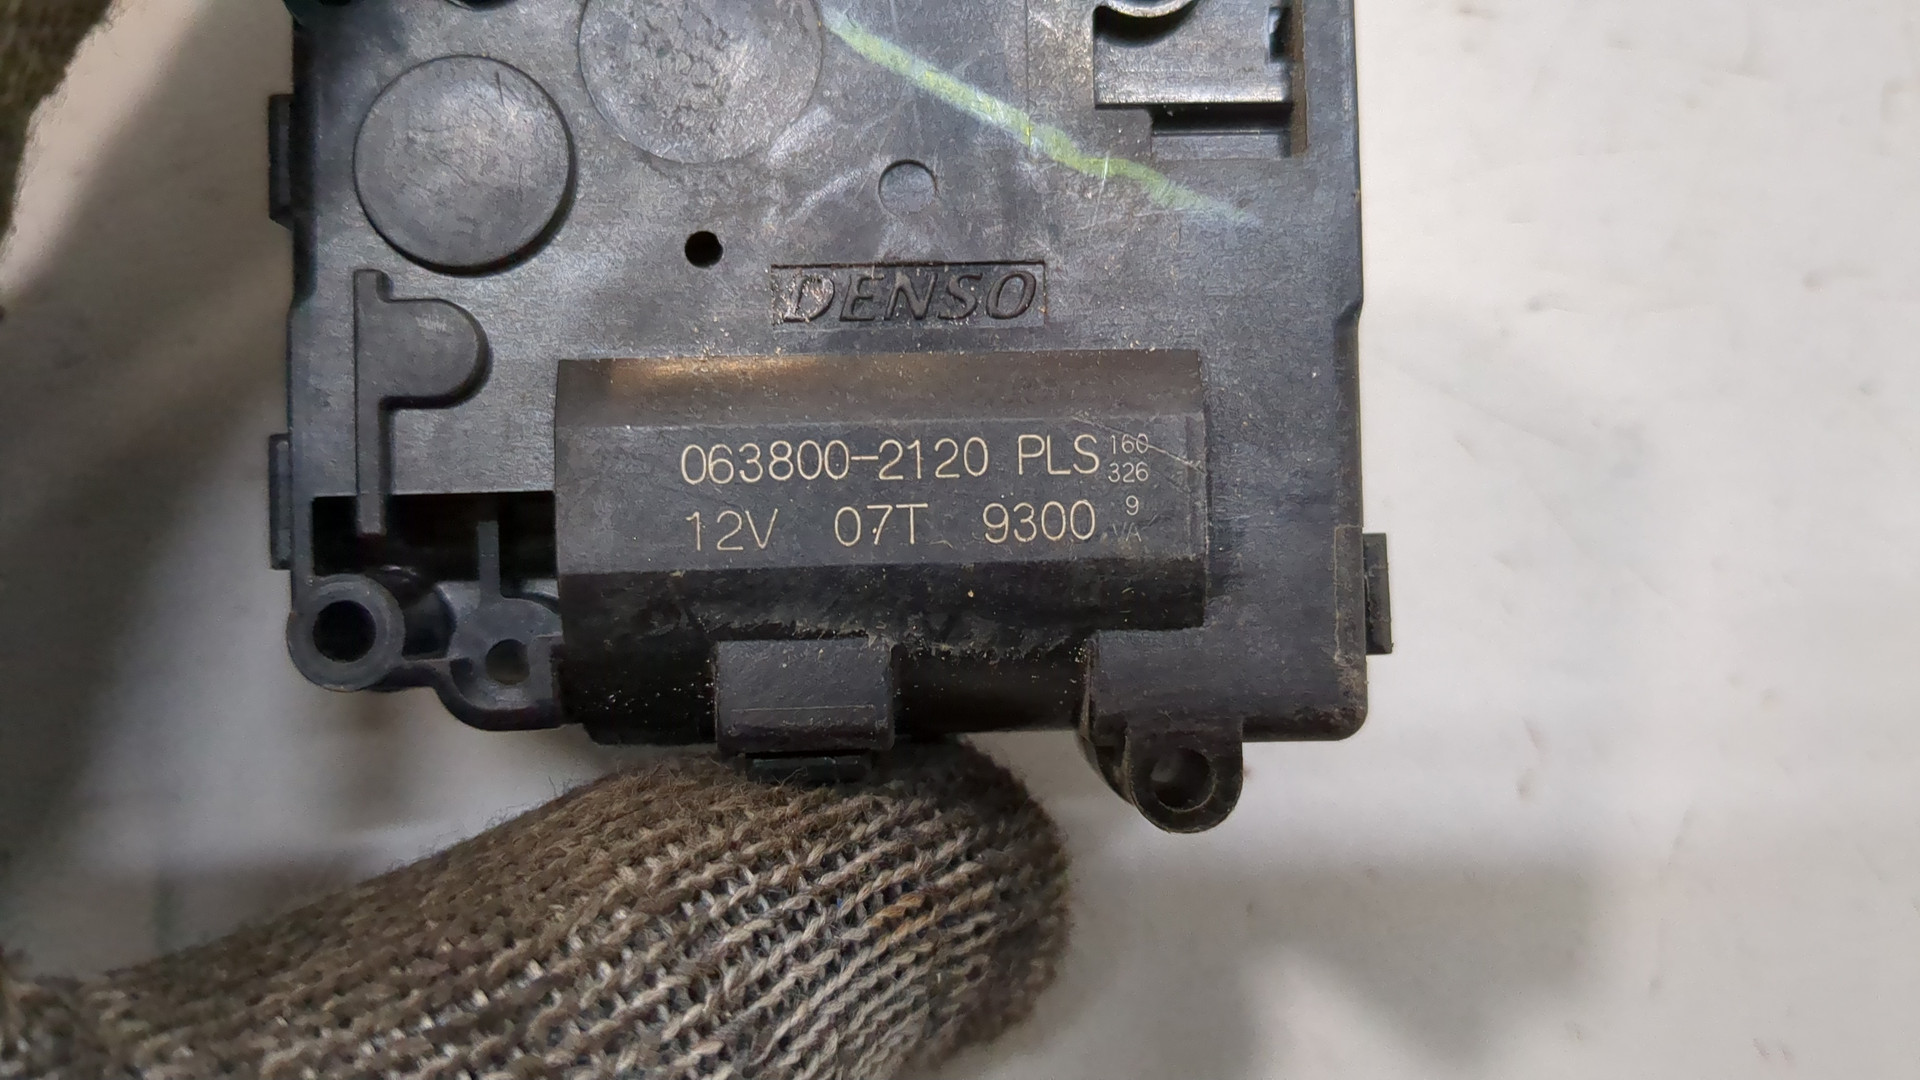 DENSO
063800-2120 PLS 160
326
12V 07T 9300 9
VA